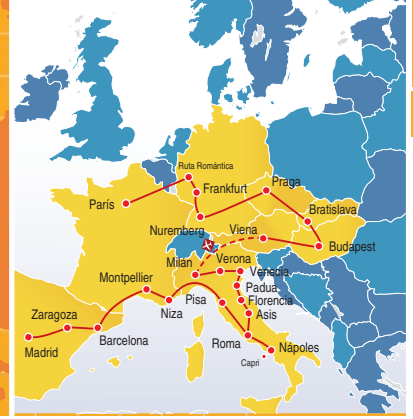 Ruta Romántica
Praga
Frankfurt
París
Bratislava
Nuremberg
Viena
Budapest
Milán
Verona
Venecia
Montpellier
Padua
Pisa
Florencia
Niza
Asis
Zaragoza
Barcelona
Roma
Nápoles
Madrid
Capri